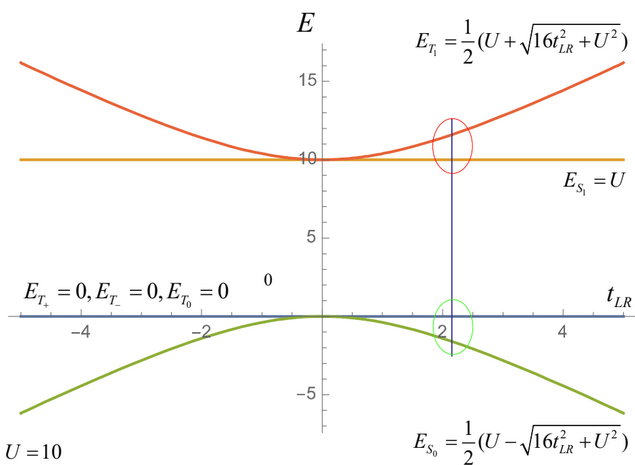 E
E_{T_1} = \frac{1}{2}(U + \sqrt{16t_{LR}^2 + U^2})
15
10
E_{S_1} = U
5
E_{T_+} = 0, E_{T_-} = 0, E_{T_0} = 0
0
t_{LR}
−4 −2 2 4
−5
U = 10
E_{S_0} = \frac{1}{2}(U − \sqrt{16t_{LR}^2 + U^2})